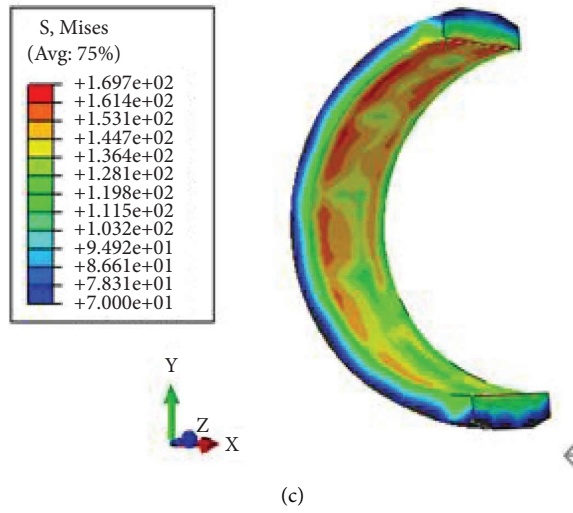 S, Mises
(Avg: 75%)
+1.697e+02
+1.614e+02
+1.531e+02
+1.447e+02
+1.364e+02
+1.281e+02
+1.198e+02
+1.115e+02
+1.032e+02
+9.492e+01
+8.661e+01
+7.831e+01
+7.000e+01
Y
Z
X
(c)